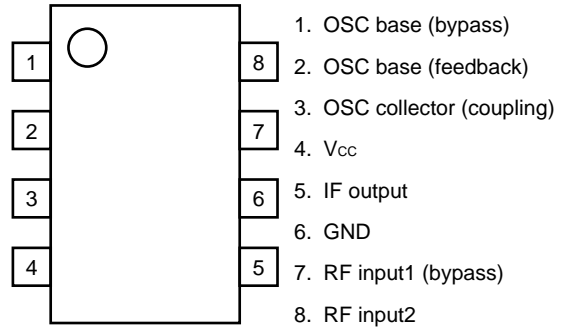 1
2
3
4
8
7
6
5
1. OSC base (bypass)
2. OSC base (feedback)
3. OSC collector (coupling)
4. Vcc
5. IF output
6. GND
7. RF input1 (bypass)
8. RF input2